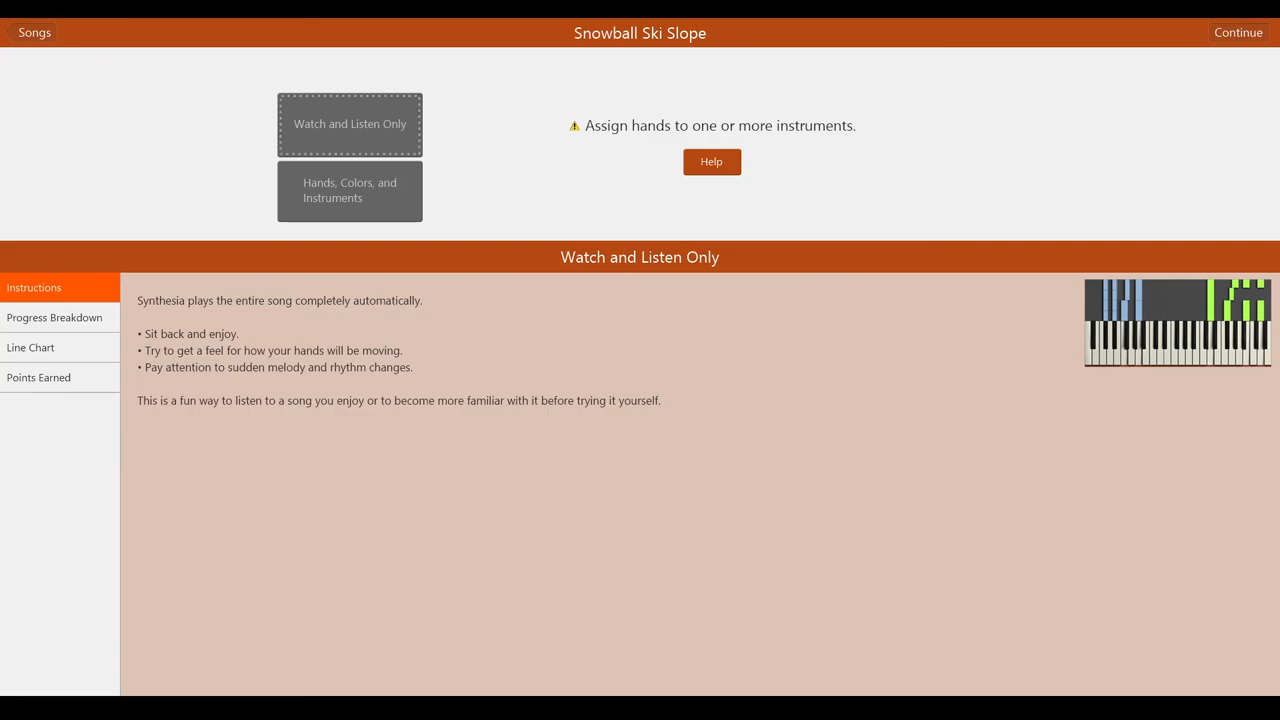 Songs
Snowball Ski Slope
Continue
Watch and Listen Only
Hands, Colors, and
Instruments
Assign hands to one or more instruments.
Help
Watch and Listen Only
Instructions
Progress Breakdown
Line Chart
Points Earned
Synthesia plays the entire song completely automatically.
• Sit back and enjoy.
• Try to get a feel for how your hands will be moving.
• Pay attention to sudden melody and rhythm changes.
This is a fun way to listen to a song you enjoy or to become more familiar with it before trying it yourself.